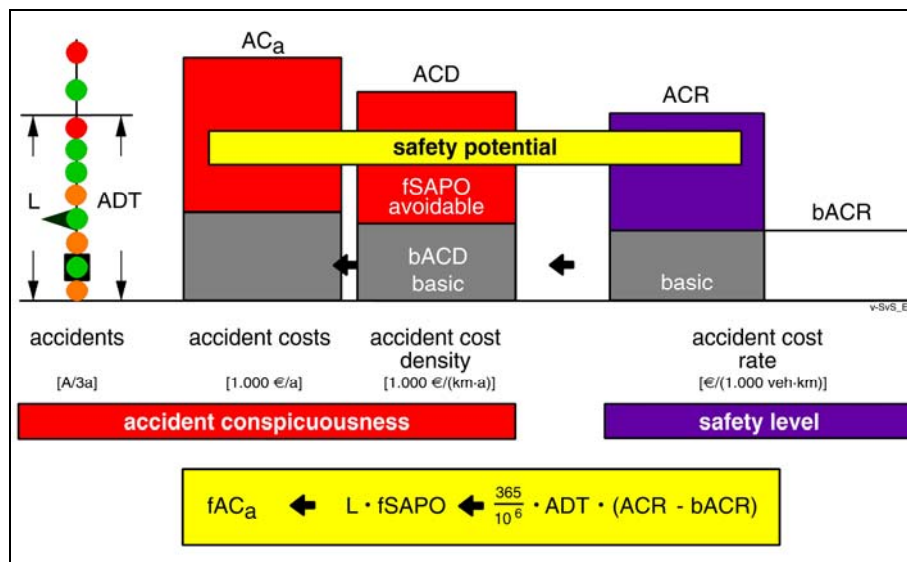 ACa
ACD
ACR
safety potential
L
ADT
fSAPO
avoidable
bACR
bACD
basic
basic
v-SvS_E
accidents
accident costs
accident cost
density
accident cost
rate
[A/3a]
[1.000 €/a]
[1.000 €/(km·a)]
[€/(1.000 veh·km)]
accident conspicuousness
safety level
fACa L · fSAPO 365/10^6 · ADT · (ACR - bACR)